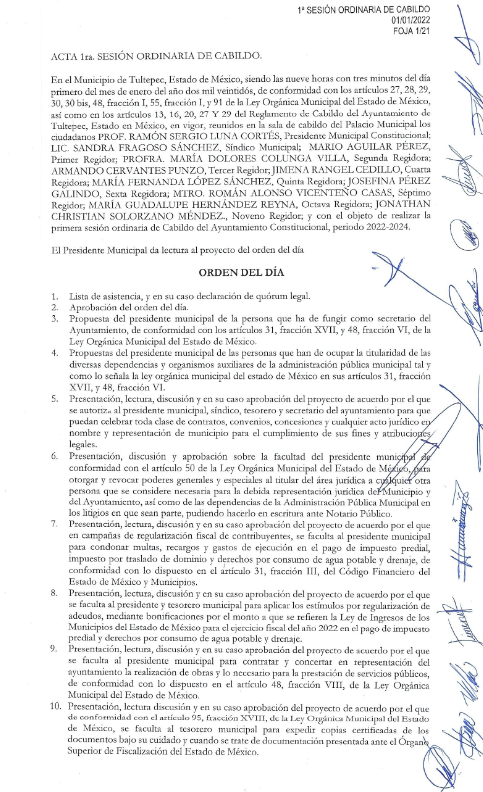 1ª SESIÓN ORDINARIA DE CABILDO
01/01/2022
FOJA 1/21
ACTA 1ra. SESIÓN ORDINARIA DE CABILDO.
En el Municipio de Tultepec, Estado de México, siendo las nueve horas con tres minutos del día
primero del mes de enero del año dos mil veintidós, de conformidad con los artículos 27, 28, 29,
30, 30 bis, 48, fracción I, 55, fracción I, y 91 de la Ley Orgánica Municipal del Estado de México,
así como en los artículos 13, 16, 20, 27 Y 29 del Reglamento de Cabildo del Ayuntamiento de
Tultepec, Estado en México, en vigor, reunidos en la sala de cabildo del Palacio Municipal los
ciudadanos PROF. RAMÓN SERGIO LUNA CORTÉS, Presidente Municipal Constitucional;
LIC. SANDRA FRAGOSO SÁNCHEZ, Síndico Municipal; MARIO AGUILAR PÉREZ,
Primer Regidor; PROFRA. MARÍA DOLORES COLUNGA VILLA, Segunda Regidora;
ARMANDO CERVANTES PUNZO, Tercer Regidor; JIMENA RANGEL CEDILLO, Cuarta
Regidora; MARÍA FERNANDA LÓPEZ SÁNCHEZ, Quinta Regidora; JOSEFINA PÉREZ
GALINDO, Sexta Regidora; MTRO. ROMÁN ALONSO VICENTEÑO CASAS, Séptimo
Regidor; MARÍA GUADALUPE HERNÁNDEZ REYNA, Octava Regidora; JONATHAN
CHRISTIAN SOLORZANO MÉNDEZ., Noveno Regidor; y con el objeto de realizar la
primera sesión ordinaria de Cabildo del Ayuntamiento Constitucional, periodo 2022-2024.
El Presidente Municipal da lectura al proyecto del orden del día
ORDEN DEL DÍA
1. Lista de asistencia, y en su caso declaración de quórum legal.
2. Aprobación del orden del día.
3. Propuesta del presidente municipal de la persona que ha de fungir como secretario del
Ayuntamiento, de conformidad con los artículos 31, fracción XVII, y 48, fracción VI, de la
Ley Orgánica Municipal del Estado de México.
4. Propuestas del presidente municipal de las personas que han de ocupar la titularidad de las
diversas dependencias y organismos auxiliares de la administración pública municipal tal y
como lo señala la ley orgánica municipal del estado de México en sus artículos 31, fracción
XVII, y 48, fracción VI.
5. Presentación, lectura, discusión y en su caso aprobación del proyecto de acuerdo por el que
se autoriza al presidente municipal, síndico, tesorero y secretario del ayuntamiento para que
puedan celebrar toda clase de contratos, convenios, concesiones y cualquier acto jurídico en
nombre y representación de municipio para el cumplimiento de sus fines y atribuciones
legales.
6. Presentación, discusión y aprobación sobre la facultad del presidente municipal de
conformidad con el artículo 50 de la Ley Orgánica Municipal del Estado de México, para
otorgar y revocar poderes generales y especiales al titular del área jurídica a cualquier otra
persona que se considere necesaria para la debida representación jurídica del Municipio y
del Ayuntamiento, así como de las dependencias de la Administración Pública Municipal en
los litigios en que sean parte, pudiendo hacerlo en escritura ante Notario Público.
7. Presentación, lectura, discusión y en su caso aprobación del proyecto de acuerdo por el que
en campañas de regularización fiscal de contribuyentes, se faculta al presidente municipal
para condonar multas, recargos y gastos de ejecución en el pago de impuesto predial,
impuesto por traslado de dominio y derechos por consumo de agua potable y drenaje, de
conformidad con lo dispuesto en el artículo 31, fracción III, del Código Financiero del
Estado de México y Municipios.
8. Presentación, lectura, discusión y en su caso aprobación del proyecto de acuerdo por el que
se faculta al presidente y tesorero municipal para aplicar los estímulos por regularización de
adeudos, mediante bonificaciones por el monto a que se refieren la Ley de Ingresos de los
Municipios del Estado de México para el ejercicio fiscal del año 2022 en el pago de impuesto
predial y derechos por consumo de agua potable y drenaje.
9. Presentación, lectura, discusión y en su caso aprobación del proyecto de acuerdo por el que
se faculta al presidente municipal para contratar y concertar en representación del
ayuntamiento la realización de obras y lo necesario para la prestación de servicios públicos,
de conformidad con lo dispuesto en el artículo 48, fracción VIII, de la Ley Orgánica
Municipal del Estado de México.
10. Presentación, lectura discusión y en su caso aprobación del proyecto de acuerdo por el que
de conformidad con el artículo 95, fracción XVIII, de la Ley Orgánica Municipal del Estado
de México, se faculta al tesorero municipal para expedir copias certificadas de los
documentos bajo su cuidado y cuando se trate de documentación presentada ante el Órgano
Superior de Fiscalización del Estado de México.